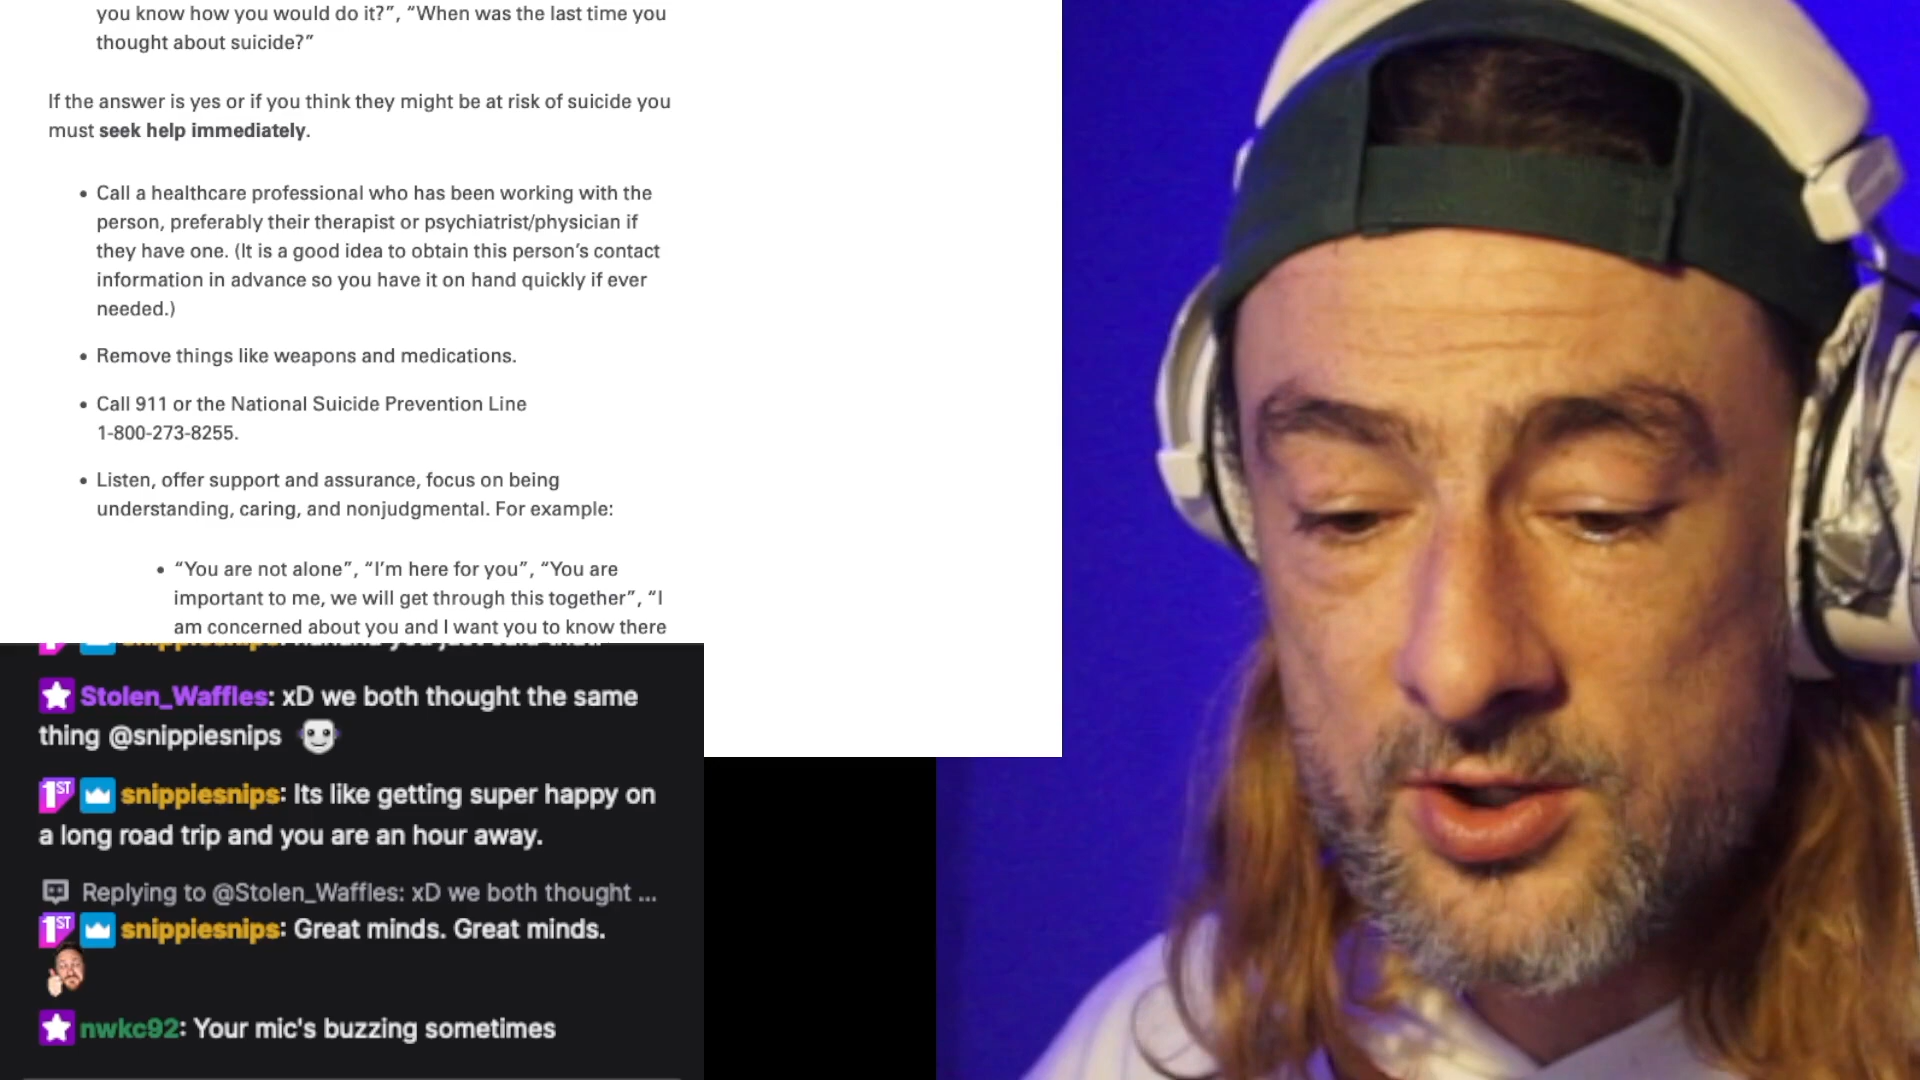 you know how you would do it?”, “When was the last time you
thought about suicide?”
If the answer is yes or if you think they might be at risk of suicide you
must seek help immediately.
• Call a healthcare professional who has been working with the
person, preferably their therapist or psychiatrist/physician if
they have one. (It is a good idea to obtain this person’s contact
information in advance so you have it on hand quickly if ever
needed.)
• Remove things like weapons and medications.
• Call 911 or the National Suicide Prevention Line
1-800-273-8255.
• Listen, offer support and assurance, focus on being
understanding, caring, and nonjudgmental. For example:
• “You are not alone”, “I’m here for you”, “You are
important to me, we will get through this together”, “I
am concerned about you and I want you to know there
Stolen_Waffles: xD we both thought the same
thing @snippiesnips
1ST snippiesnips: Its like getting super happy on
a long road trip and you are an hour away.
Replying to @Stolen_Waffles: xD we both thought ...
1ST snippiesnips: Great minds. Great minds.
nwkc92: Your mic's buzzing sometimes